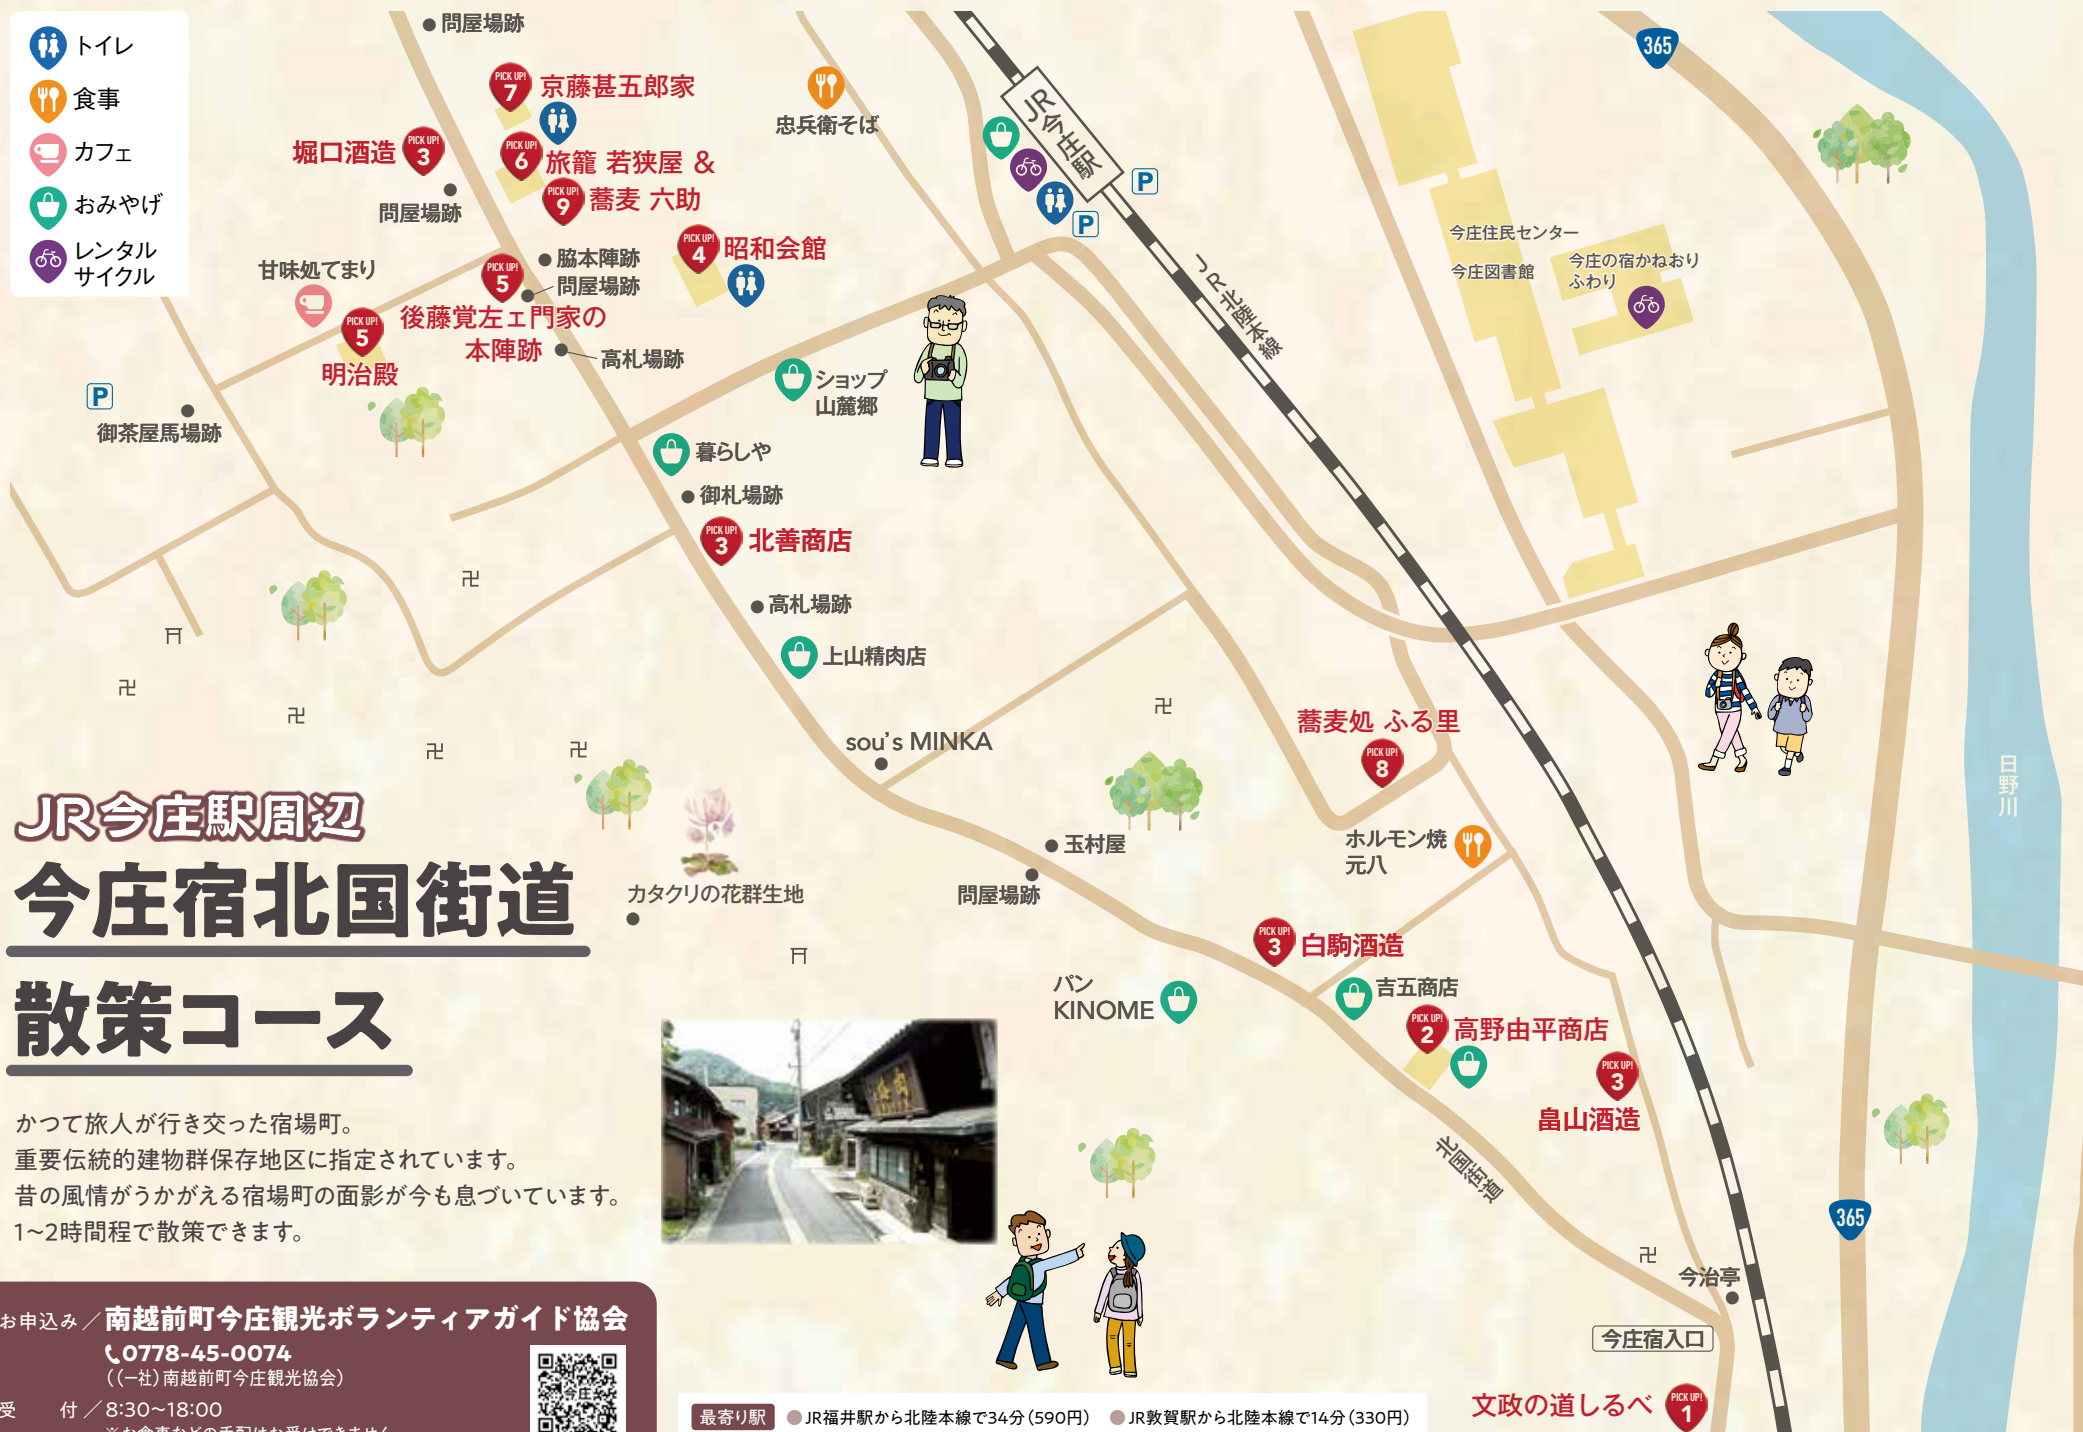 トイレ
食事
カフェ
おみやげ
レンタル
サイクル
問屋場跡
PICK UP!
7
京藤甚五郎家
PICK UP!
3
堀口酒造
PICK UP!
6
旅籠 若狭屋 &
PICK UP!
9
蕎麦 六助
問屋場跡
忠兵衛そば
JR今庄駅
P
P
365
PICK UP!
4
昭和会館
脇本陣跡
問屋場跡
PICK UP!
5
後藤覚左ェ門家の
本陣跡
高札場跡
甘味処てまり
PICK UP!
5
明治殿
P
御茶屋馬場跡
JR北陸本線
今庄住民センター
今庄図書館
今庄の宿かねおり
ふわり
ショップ
山麓郷
暮らしや
御札場跡
PICK UP!
3
北善商店
高札場跡
上山精肉店
sou's MINKA
蕎麦処 ふる里
PICK UP!
8
日野川
玉村屋
問屋場跡
ホルモン焼
元八
カタクリの花群生地
PICK UP!
3
白駒酒造
パン
KINOME
吉五商店
PICK UP!
2
高野由平商店
PICK UP!
3
畠山酒造
北国街道
365
今治亭
今庄宿入口
文政の道しるべ
PICK UP!
1
JR今庄駅周辺
今庄宿北国街道
散策コース
かつて旅人が行き交った宿場町。
重要伝統的建物群保存地区に指定されています。
昔の風情がうかがえる宿場町の面影が今も息づいています。
1~2時間程で散策できます。
お申込み／南越前町今庄観光ボランティアガイド協会
0778-45-0074
((一社)南越前町今庄観光協会)
受 付／8:30~18:00
※お食事などの手配はお受けできません
今庄
最寄り駅 ●JR福井駅から北陸本線で34分(590円) ●JR敦賀駅から北陸本線で14分(330円)